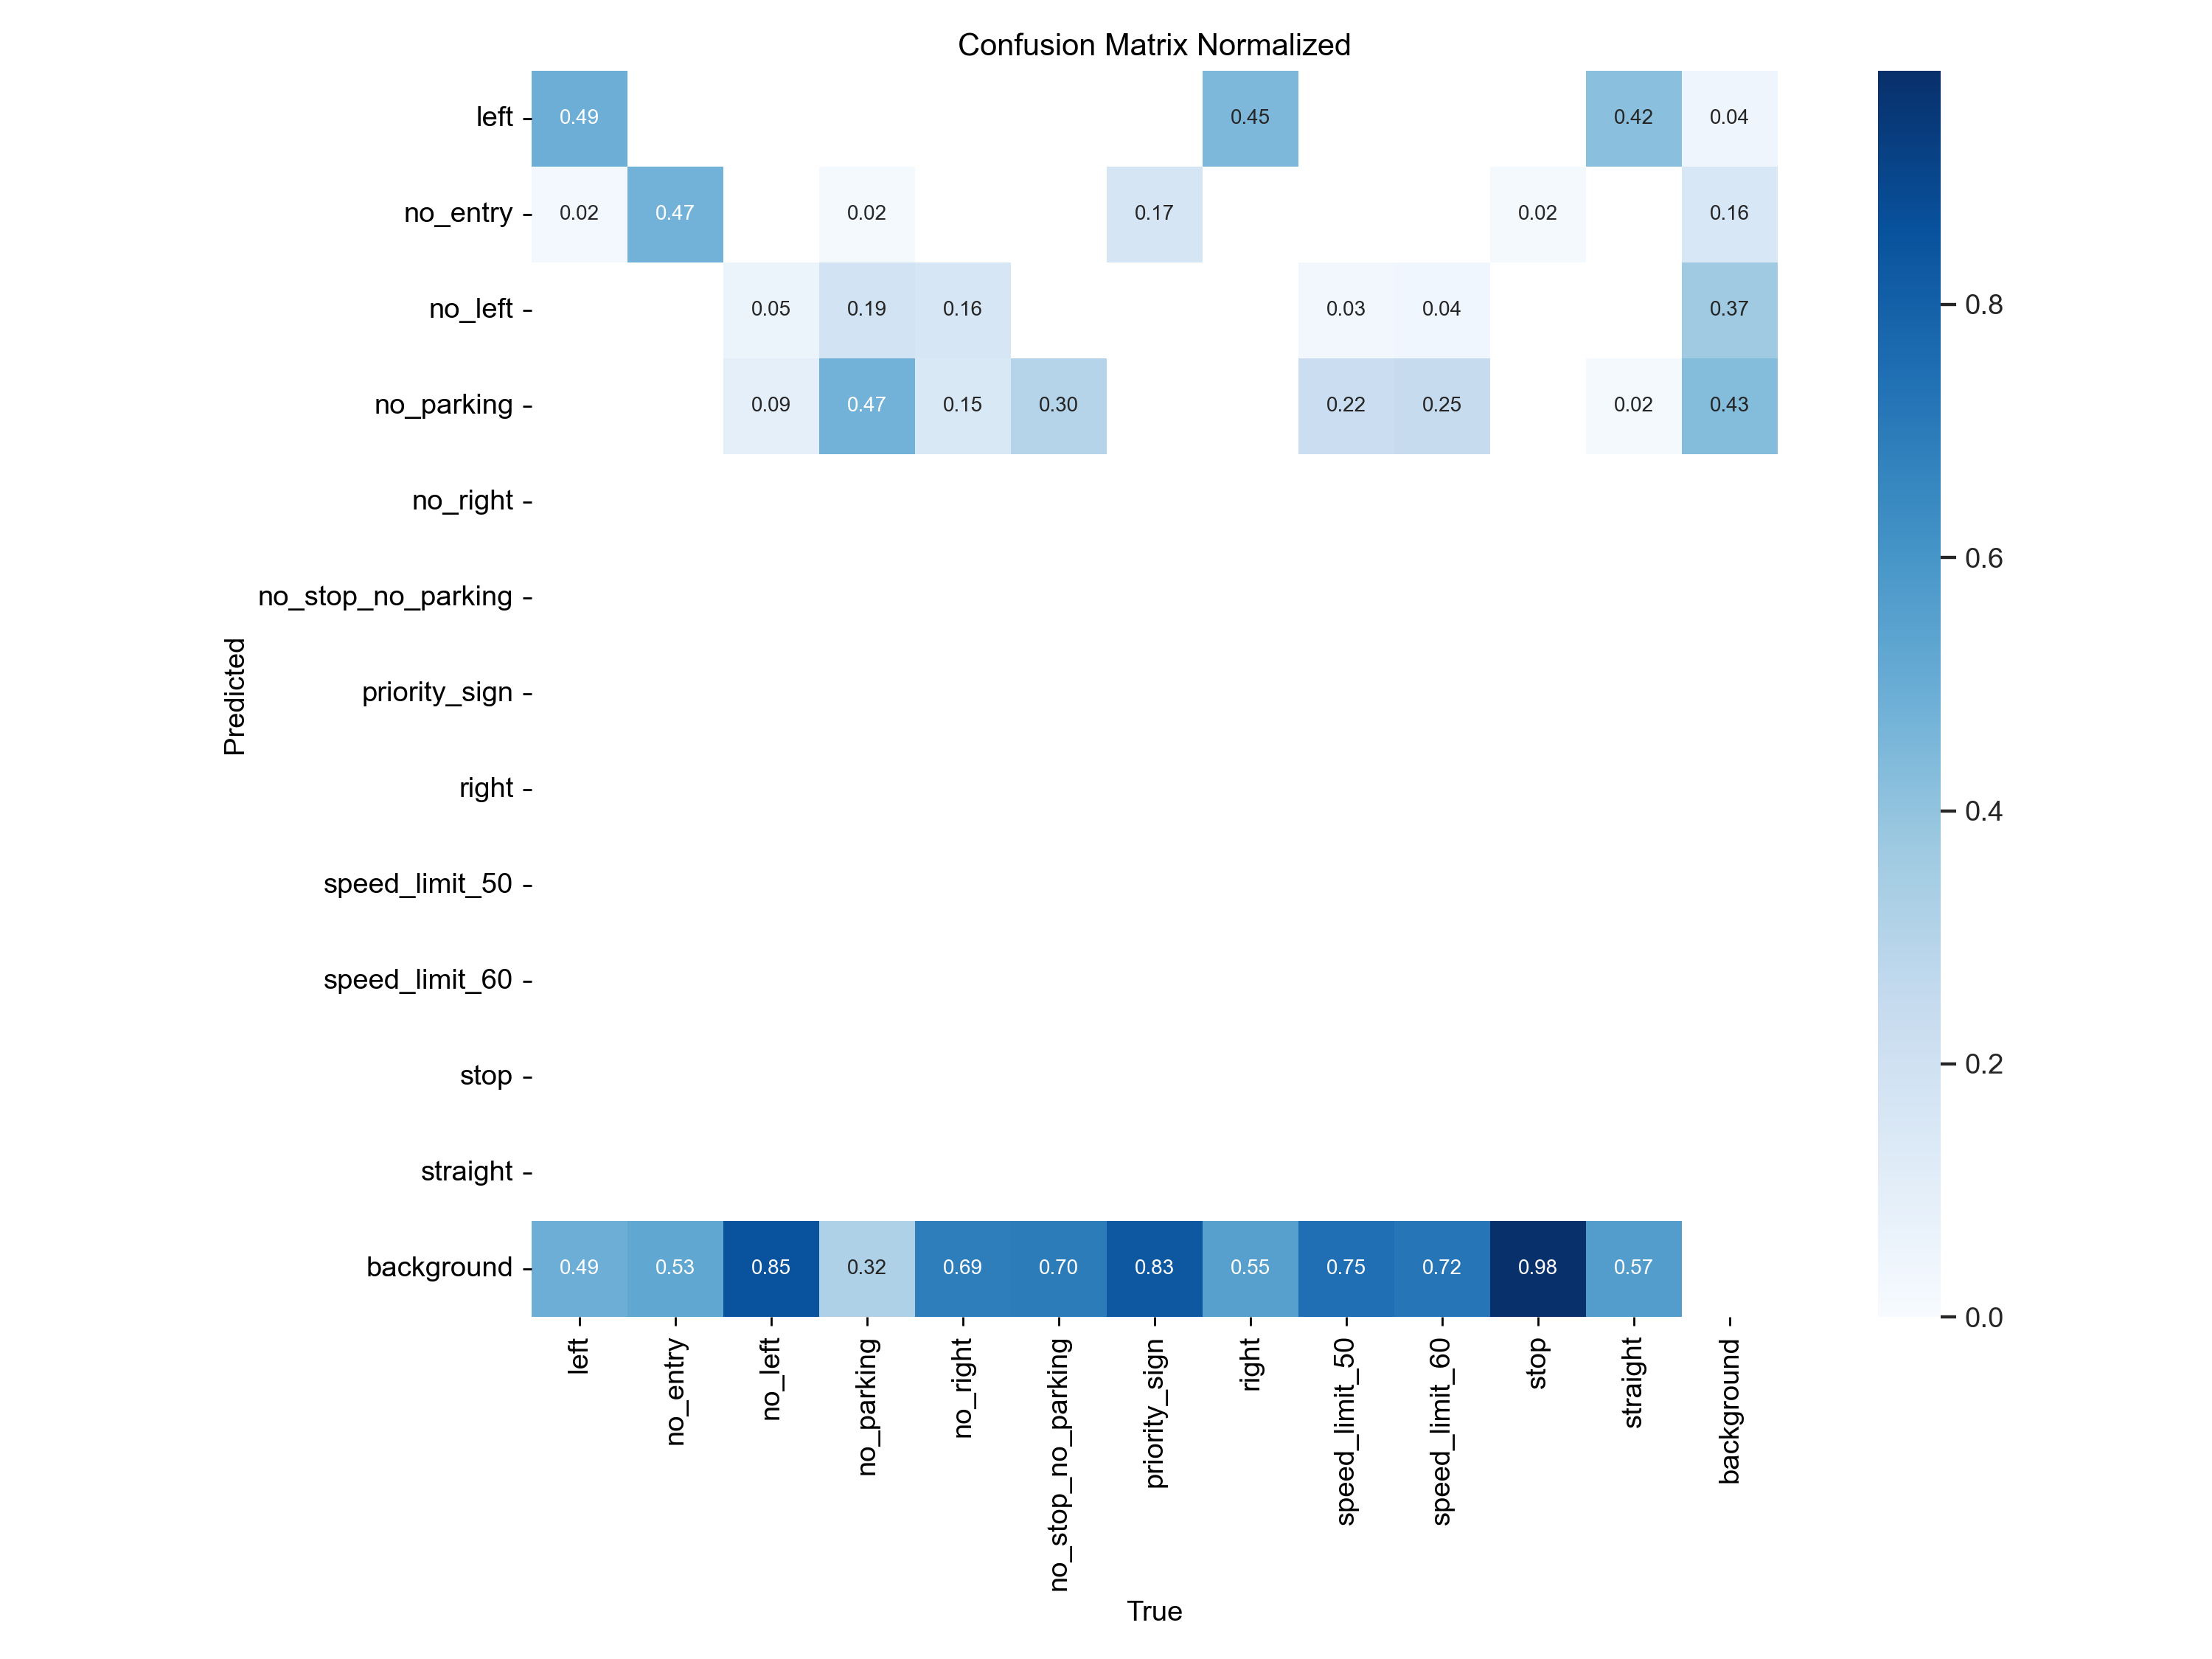 Confusion Matrix Normalized
left 0.49 0.45 0.42 0.04
no_entry 0.02 0.47 0.02 0.17 0.02 0.16
no_left 0.05 0.19 0.16 0.03 0.04 0.37
no_parking 0.09 0.47 0.15 0.30 0.22 0.25 0.02 0.43
no_right
no_stop_no_parking
priority_sign
right
speed_limit_50
speed_limit_60
stop
straight
background 0.49 0.53 0.85 0.32 0.69 0.70 0.83 0.55 0.75 0.72 0.98 0.57
Predicted
left
no_entry
no_left
no_parking
no_right
no_stop_no_parking
priority_sign
right
speed_limit_50
speed_limit_60
stop
straight
background
True
0.8
0.6
0.4
0.2
0.0